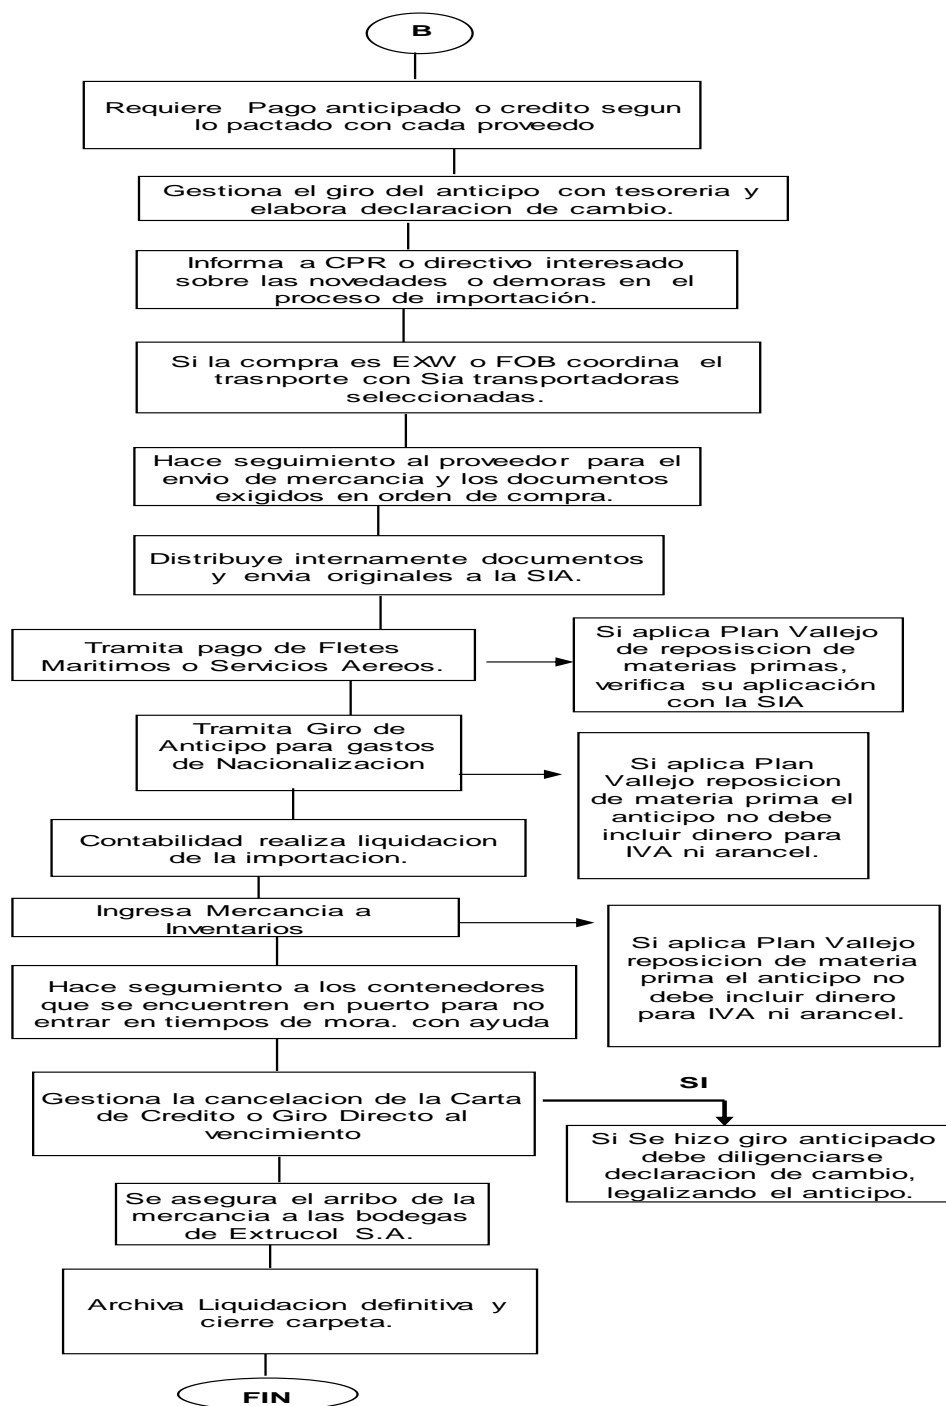 B
Requiere Pago anticipado o credito segun
lo pactado con cada proveedo
Gestiona el giro del anticipo con tesoreria y
elabora declaracion de cambio.
Informa a CPR o directivo interesado
sobre las novedades o demoras en el
proceso de importación.
Si la compra es EXW o FOB coordina el
trasnporte con Sia transportadoras
seleccionadas.
Hace seguimiento al proveedor para el
envio de mercancia y los documentos
exigidos en orden de compra.
Distribuye internamente documentos
y envia originales a la SIA.
Tramita pago de Fletes
Maritimos o Servicios Aereos.
Si aplica Plan Vallejo
de reposiscion de
materias primas,
verifica su aplicación
con la SIA
Tramita Giro de
Anticipo para gastos
de Nacionalizacion
Si aplica Plan
Vallejo reposicion
de materia prima el
anticipo no debe
incluir dinero para
IVA ni arancel.
Contabilidad realiza liquidacion
de la importacion.
Ingresa Mercancia a
Inventarios
Si aplica Plan Vallejo
reposicion de materia
prima el anticipo no
debe incluir dinero
para IVA ni arancel.
Hace segumiento a los contenedores
que se encuentren en puerto para no
entrar en tiempos de mora. con ayuda
Gestiona la cancelacion de la Carta
de Credito o Giro Directo al
vencimiento
SI
Si Se hizo giro anticipado
debe diligenciarse
declaracion de cambio,
legalizando el anticipo.
Se asegura el arribo de la
mercancia a las bodegas
de Extrucol S.A.
Archiva Liquidacion definitiva y
cierre carpeta.
FIN